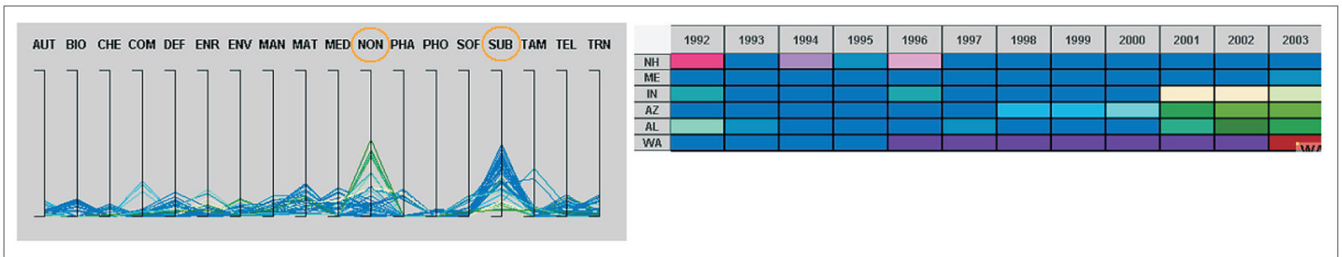 AUT BIO CHE COM DEF ENR ENV MAN MAT MED NON PHA PHO SOF SUB TAM TEL TRN
1992 1993 1994 1995 1996 1997 1998 1999 2000 2001 2002 2003
NH
ME
IN
AZ
AL
WA
WA